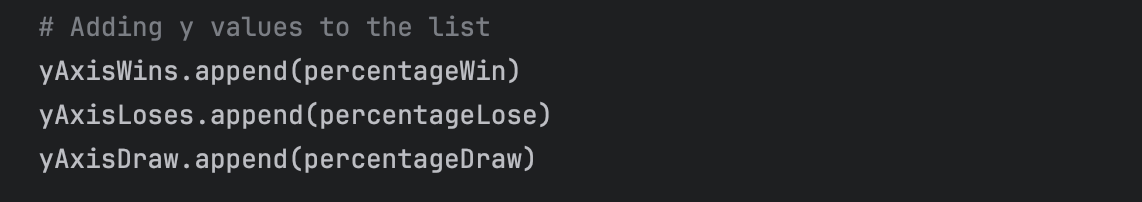 # Adding y values to the list
yAxisWins.append(percentageWin)
yAxisLoses.append(percentageLose)
yAxisDraw.append(percentageDraw)